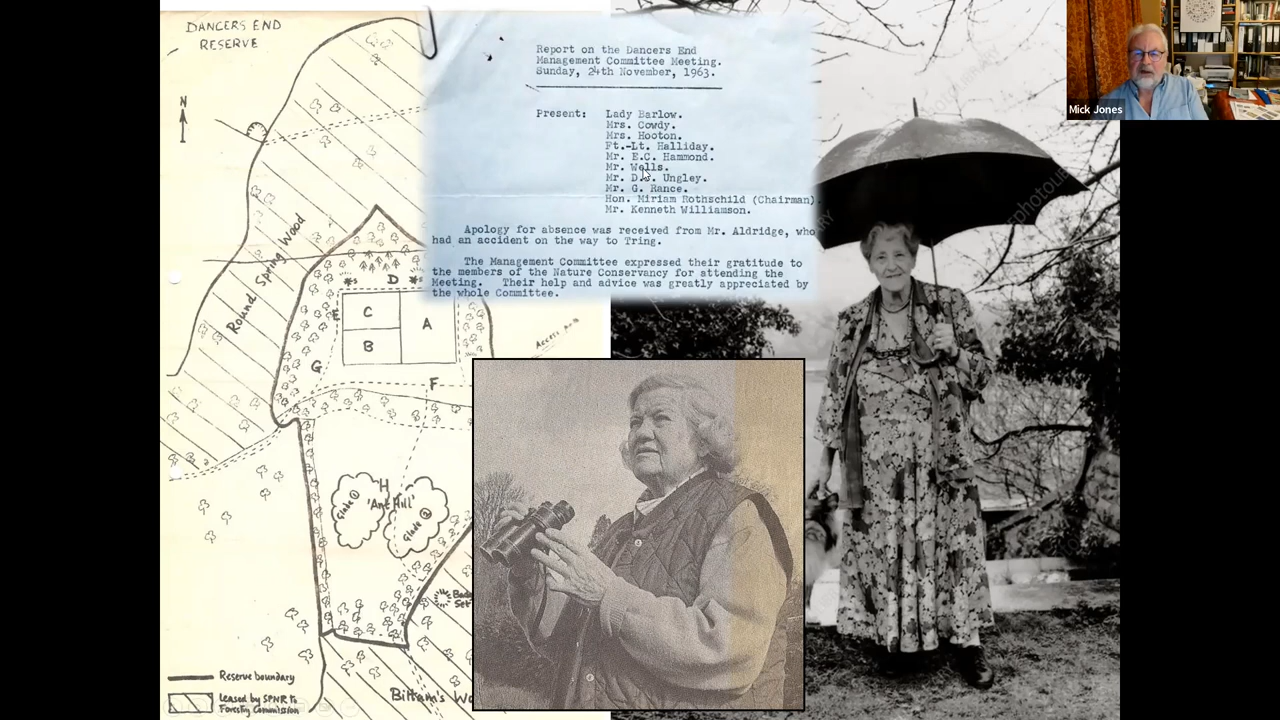 DANCERS END
RESERVE
N
Round Spring Wood
D
E
C
A
B
G
F
Access
H
'Ant Hill'
Glade 1
Glade 2
Reserve boundary
Leased by SPNR to
Forestry Commission
Report on the Dancers End
Management Committee Meeting.
Sunday, 24th November, 1963.
Present: Lady Barlow.
Mrs. Cowdy.
Mrs. Hooton.
Ft.-Lt. Halliday.
Mr. E.C. Hammond.
Mr. Wells.
Mr. Ungley.
Mr. G. Rance.
Hon. Miriam Rothschild (Chairman).
Mr. Kenneth Williamson.
Apology for absence was received from Mr. Aldridge, who
had an accident on the way to Tring.
The Management Committee expressed their gratitude to
the members of the Nature Conservancy for attending the
Meeting. Their help and advice was greatly appreciated by
the whole Committee.
Mick Jones